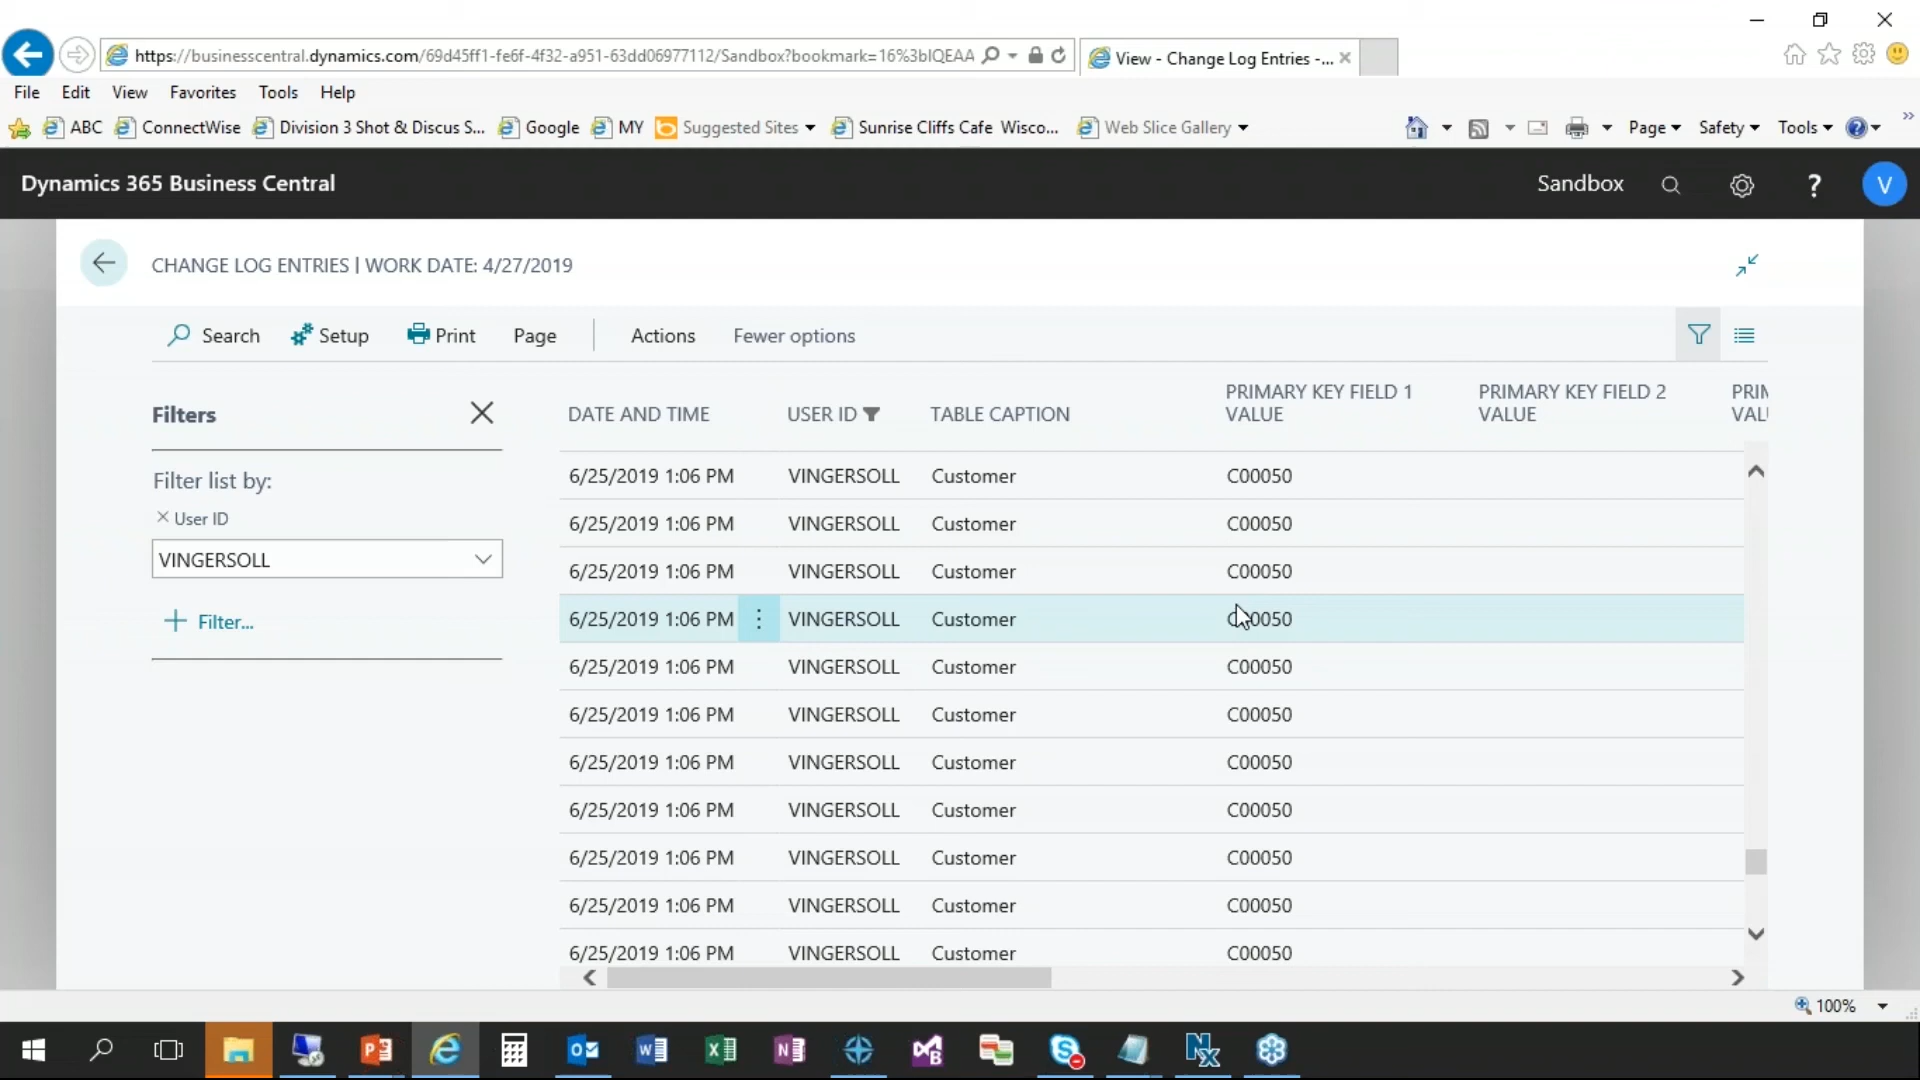 https://businesscentral.dynamics.com/69d45ff1-fe6f-4f32-a951-63dd06977112/Sandbox?bookmark=16%3bIQEAA
View - Change Log Entries -...
File Edit View Favorites Tools Help
ABC ConnectWise Division 3 Shot & Discus S... Google MY Suggested Sites Sunrise Cliffs Cafe Wisco... Web Slice Gallery Page Safety Tools
Dynamics 365 Business Central Sandbox ? V
CHANGE LOG ENTRIES | WORK DATE: 4/27/2019
Search Setup Print Page Actions Fewer options
Filters
Filter list by:
User ID
VINGERSOLL
Filter...
DATE AND TIME USER ID TABLE CAPTION PRIMARY KEY FIELD 1 VALUE PRIMARY KEY FIELD 2 VALUE
6/25/2019 1:06 PM VINGERSOLL Customer C00050
6/25/2019 1:06 PM VINGERSOLL Customer C00050
6/25/2019 1:06 PM VINGERSOLL Customer C00050
6/25/2019 1:06 PM VINGERSOLL Customer C00050
6/25/2019 1:06 PM VINGERSOLL Customer C00050
6/25/2019 1:06 PM VINGERSOLL Customer C00050
6/25/2019 1:06 PM VINGERSOLL Customer C00050
6/25/2019 1:06 PM VINGERSOLL Customer C00050
6/25/2019 1:06 PM VINGERSOLL Customer C00050
6/25/2019 1:06 PM VINGERSOLL Customer C00050
6/25/2019 1:06 PM VINGERSOLL Customer C00050
100%